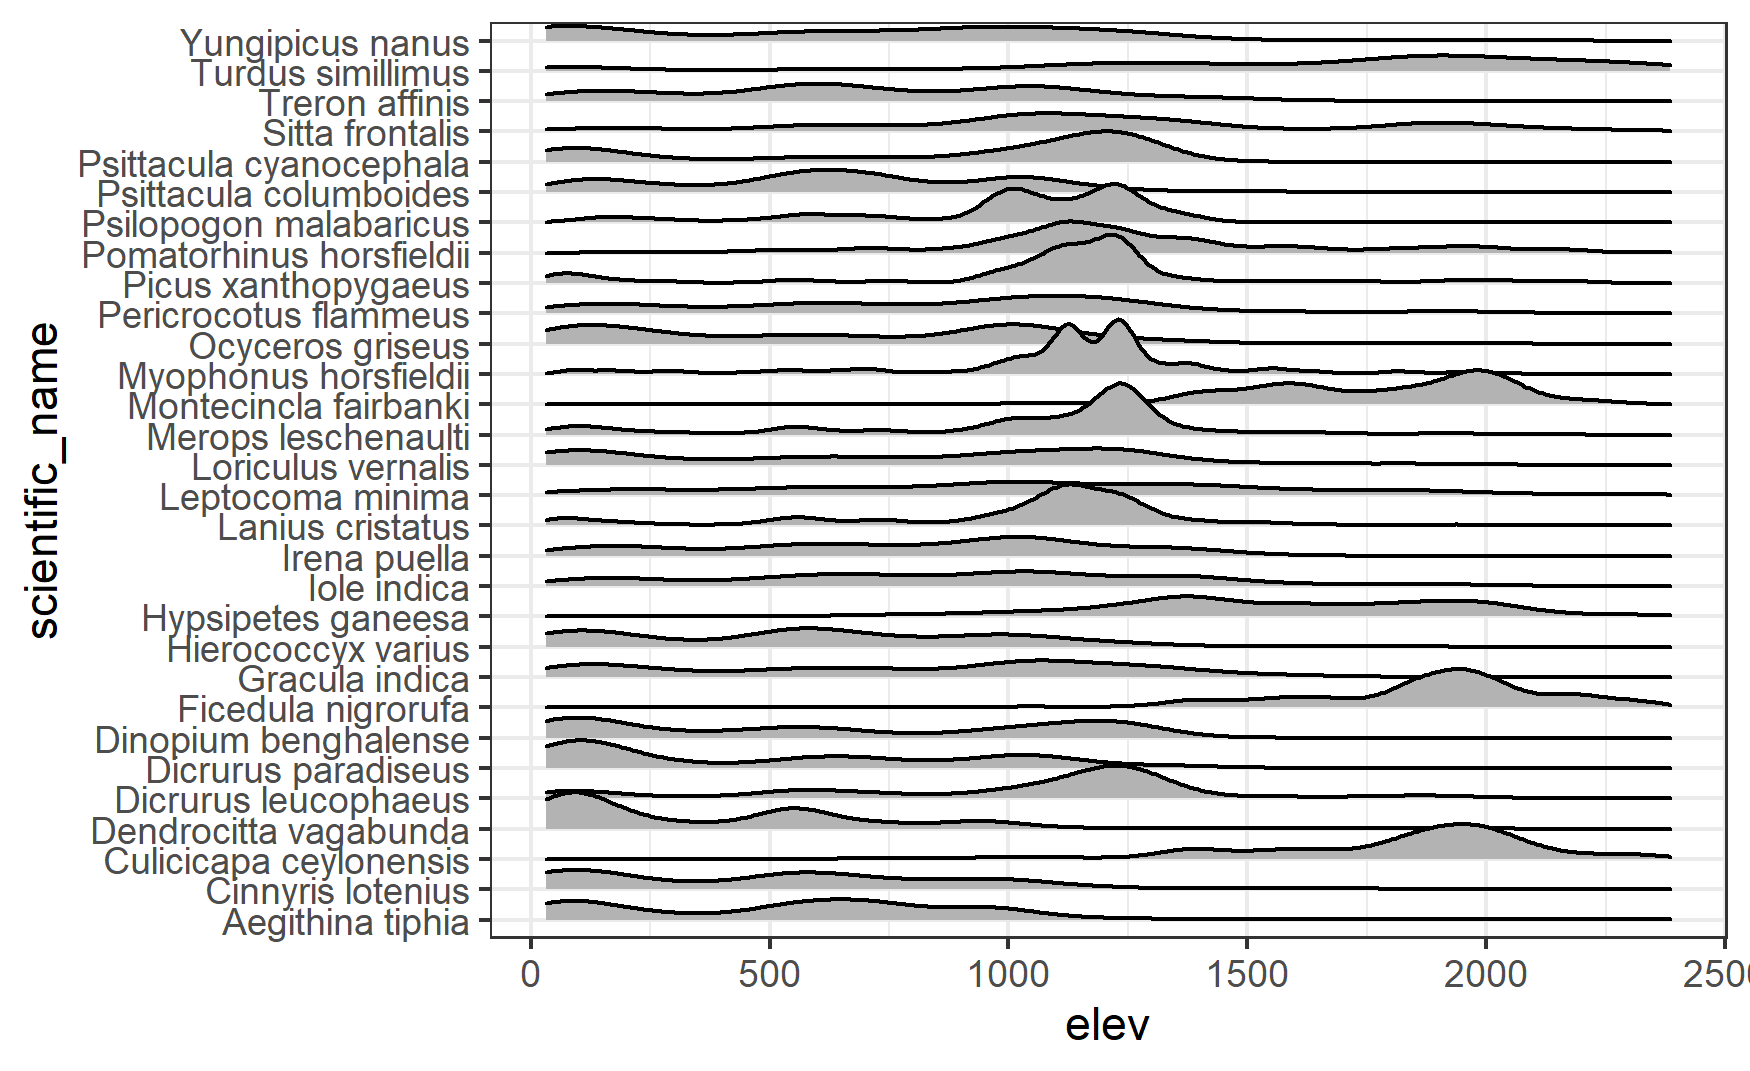 scientific_name
Yungipicus nanus
Turdus simillimus
Treron affinis
Sitta frontalis
Psittacula cyanocephala
Psittacula columboides
Psilopogon malabaricus
Pomatorhinus horsfieldii
Picus xanthopygaeus
Pericrocotus flammeus
Ocyceros griseus
Myophonus horsfieldii
Montecincla fairbanki
Merops leschenaulti
Loriculus vernalis
Leptocoma minima
Lanius cristatus
Irena puella
Iole indica
Hypsipetes ganeesa
Hierococcyx varius
Gracula indica
Ficedula nigrorufa
Dinopium benghalense
Dicrurus paradiseus
Dicrurus leucophaeus
Dendrocitta vagabunda
Culicicapa ceylonensis
Cinnyris lotenius
Aegithina tiphia
0 500 1000 1500 2000 2500
elev